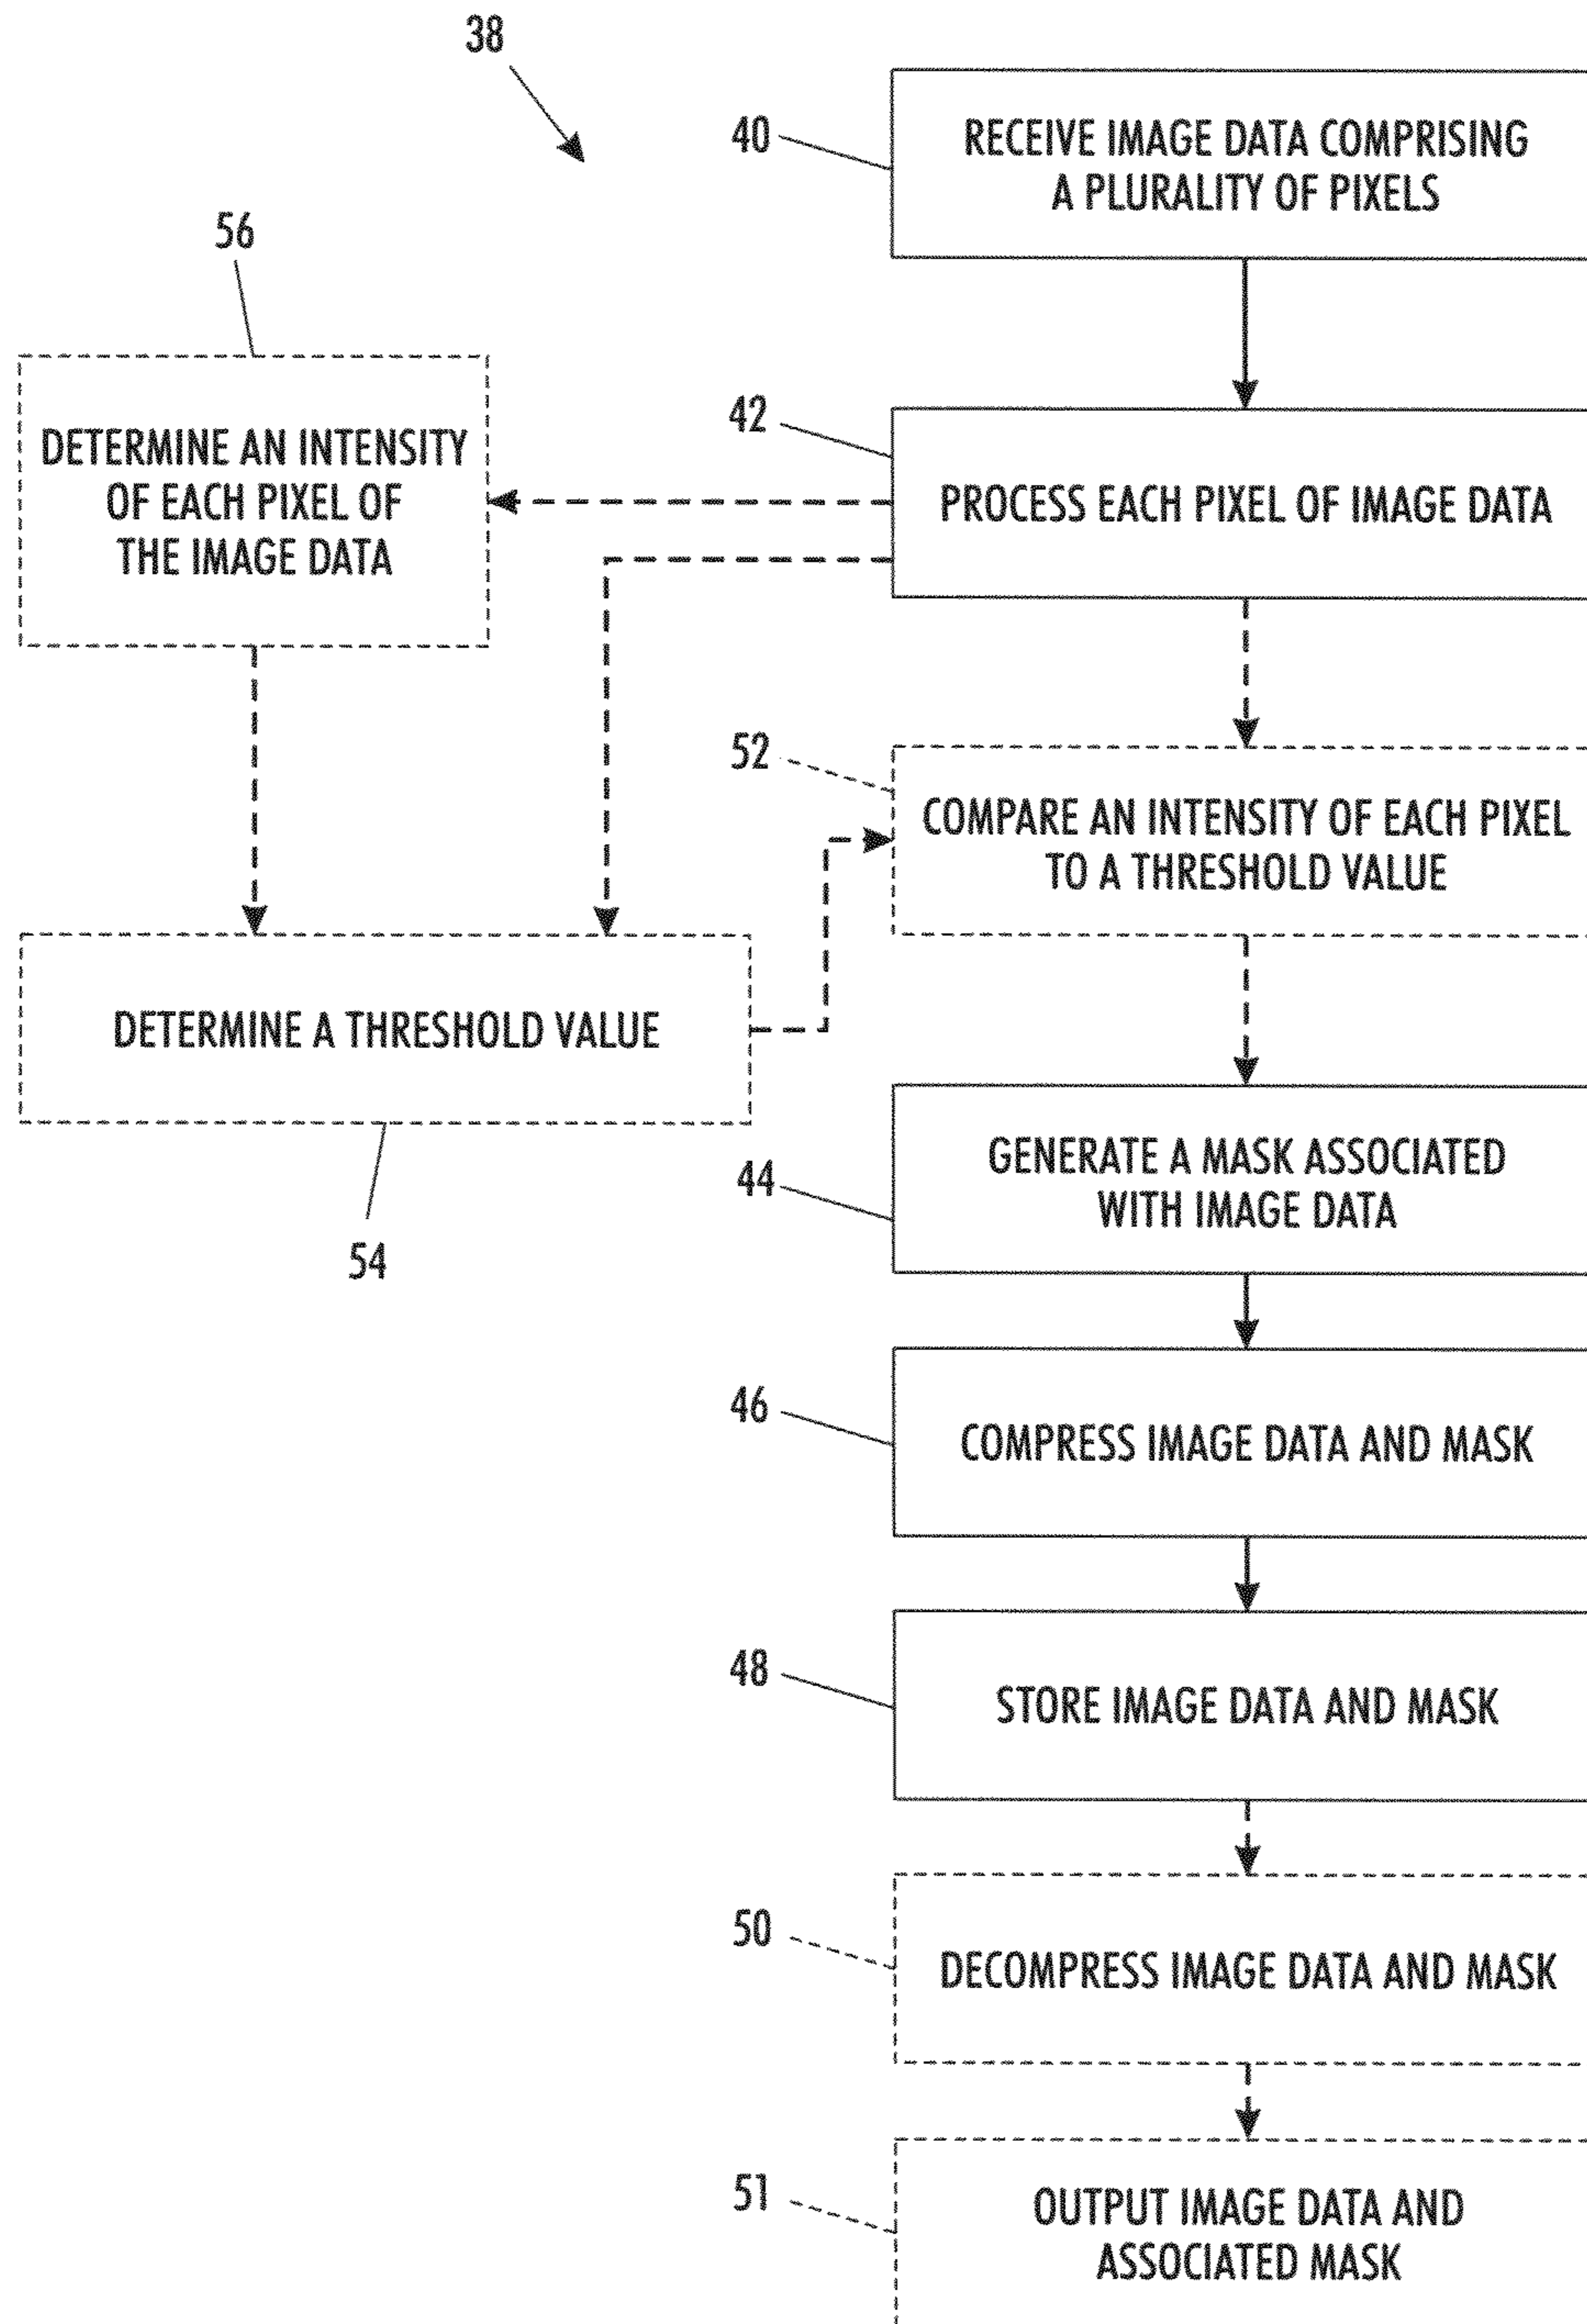 38
40
RECEIVE IMAGE DATA COMPRISING
A PLURALITY OF PIXELS
56
DETERMINE AN INTENSITY
OF EACH PIXEL OF
THE IMAGE DATA
42
PROCESS EACH PIXEL OF IMAGE DATA
52
COMPARE AN INTENSITY OF EACH PIXEL
TO A THRESHOLD VALUE
DETERMINE A THRESHOLD VALUE
54
44
GENERATE A MASK ASSOCIATED
WITH IMAGE DATA
46
COMPRESS IMAGE DATA AND MASK
48
STORE IMAGE DATA AND MASK
50
DECOMPRESS IMAGE DATA AND MASK
51
OUTPUT IMAGE DATA AND
ASSOCIATED MASK